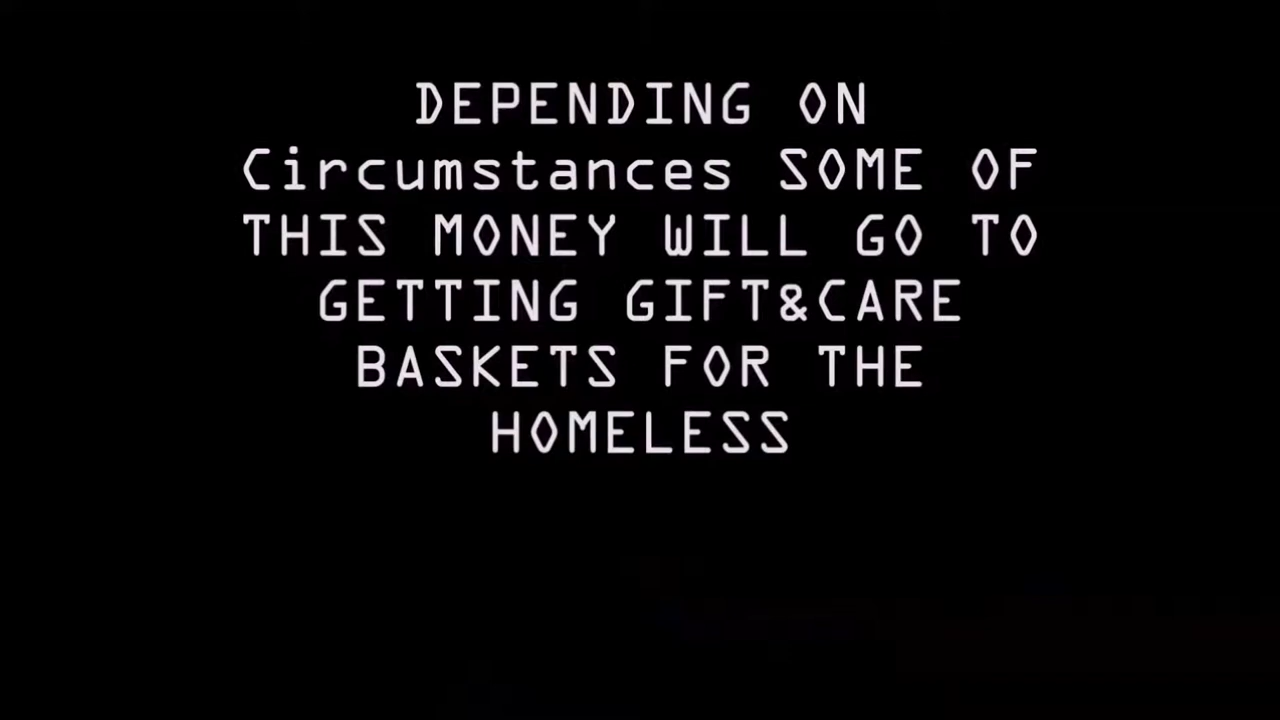 DEPENDING ON
Circumstances SOME OF
THIS MONEY WILL GO TO
GETTING GIFT&CARE
BASKETS FOR THE
HOMELESS